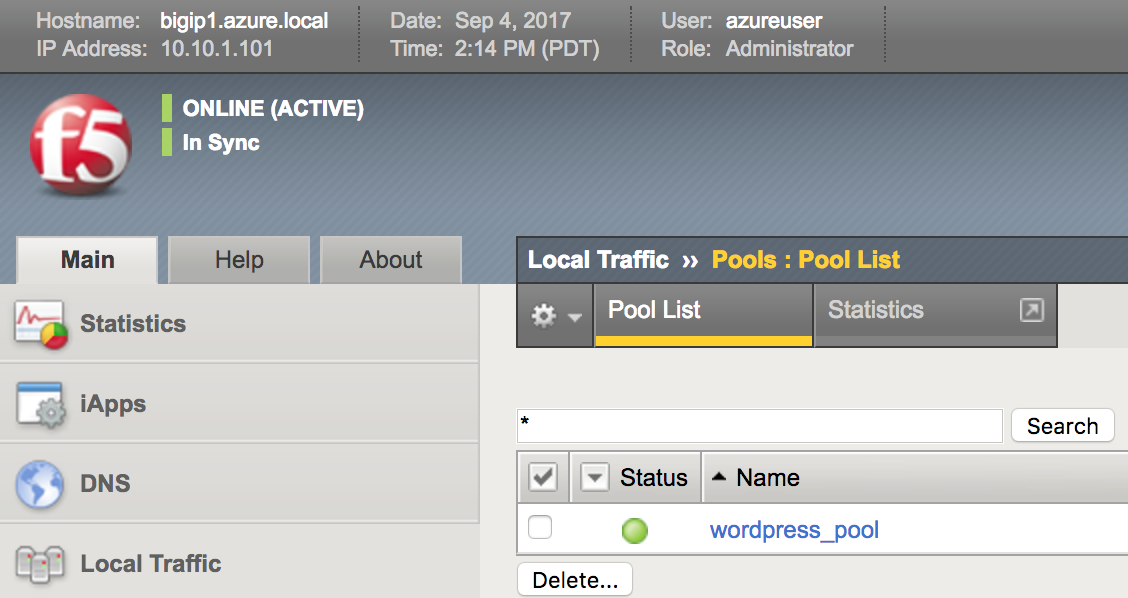 Hostname: bigip1.azure.local Date: Sep 4, 2017 User: azureuser
IP Address: 10.10.1.101 Time: 2:14 PM (PDT) Role: Administrator
f5
ONLINE (ACTIVE)
In Sync
Main Help About
Local Traffic » Pools : Pool List
Pool List Statistics
Statistics
iApps
DNS
Local Traffic
* Search
Status Name
wordpress_pool
Delete...